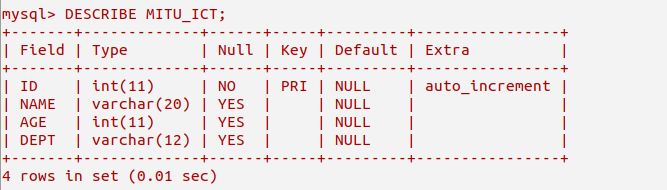 mysql> DESCRIBE MITU_ICT;
+-------+-------------+------+-----+---------+----------------+
| Field | Type        | Null | Key | Default | Extra          |
+-------+-------------+------+-----+---------+----------------+
| ID    | int(11)     | NO   | PRI | NULL    | auto_increment |
| NAME  | varchar(20) | YES  |     | NULL    |                |
| AGE   | int(11)     | YES  |     | NULL    |                |
| DEPT  | varchar(12) | YES  |     | NULL    |                |
+-------+-------------+------+-----+---------+----------------+
4 rows in set (0.01 sec)